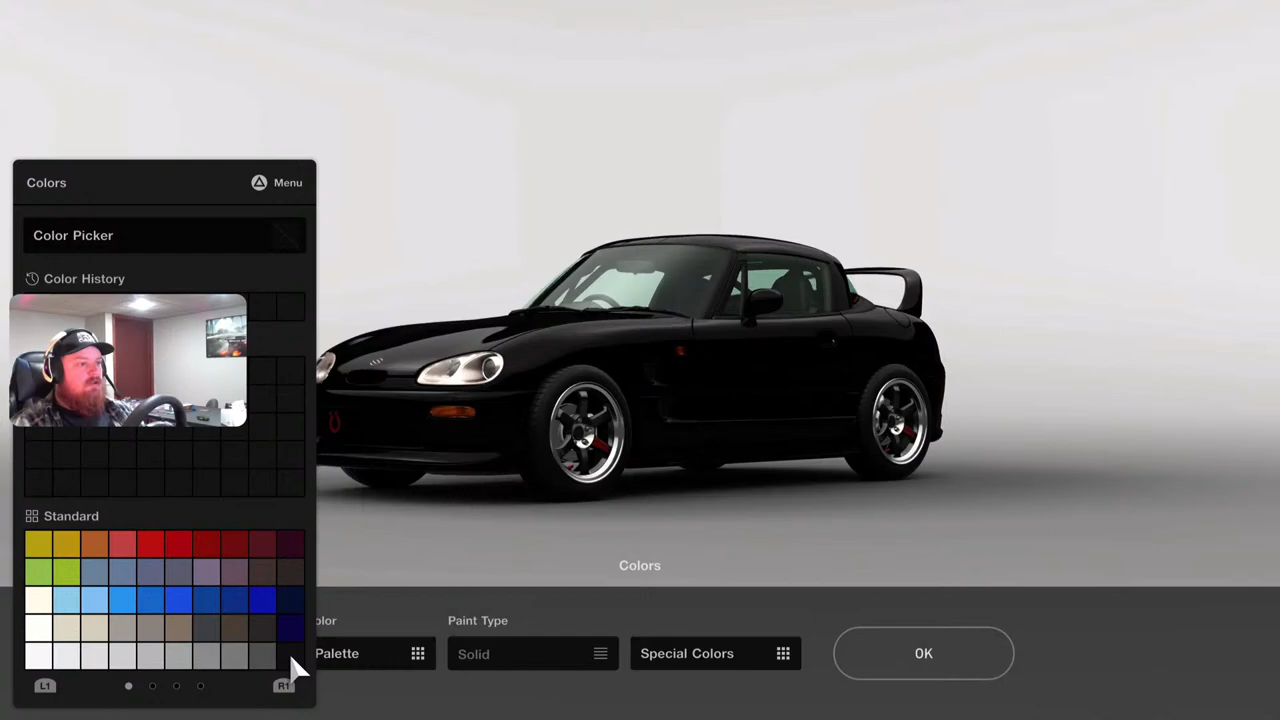 Colors
Menu
Color Picker
Color History
Standard
L1
R1
Colors
olor
Paint Type
Palette
Solid
Special Colors
OK